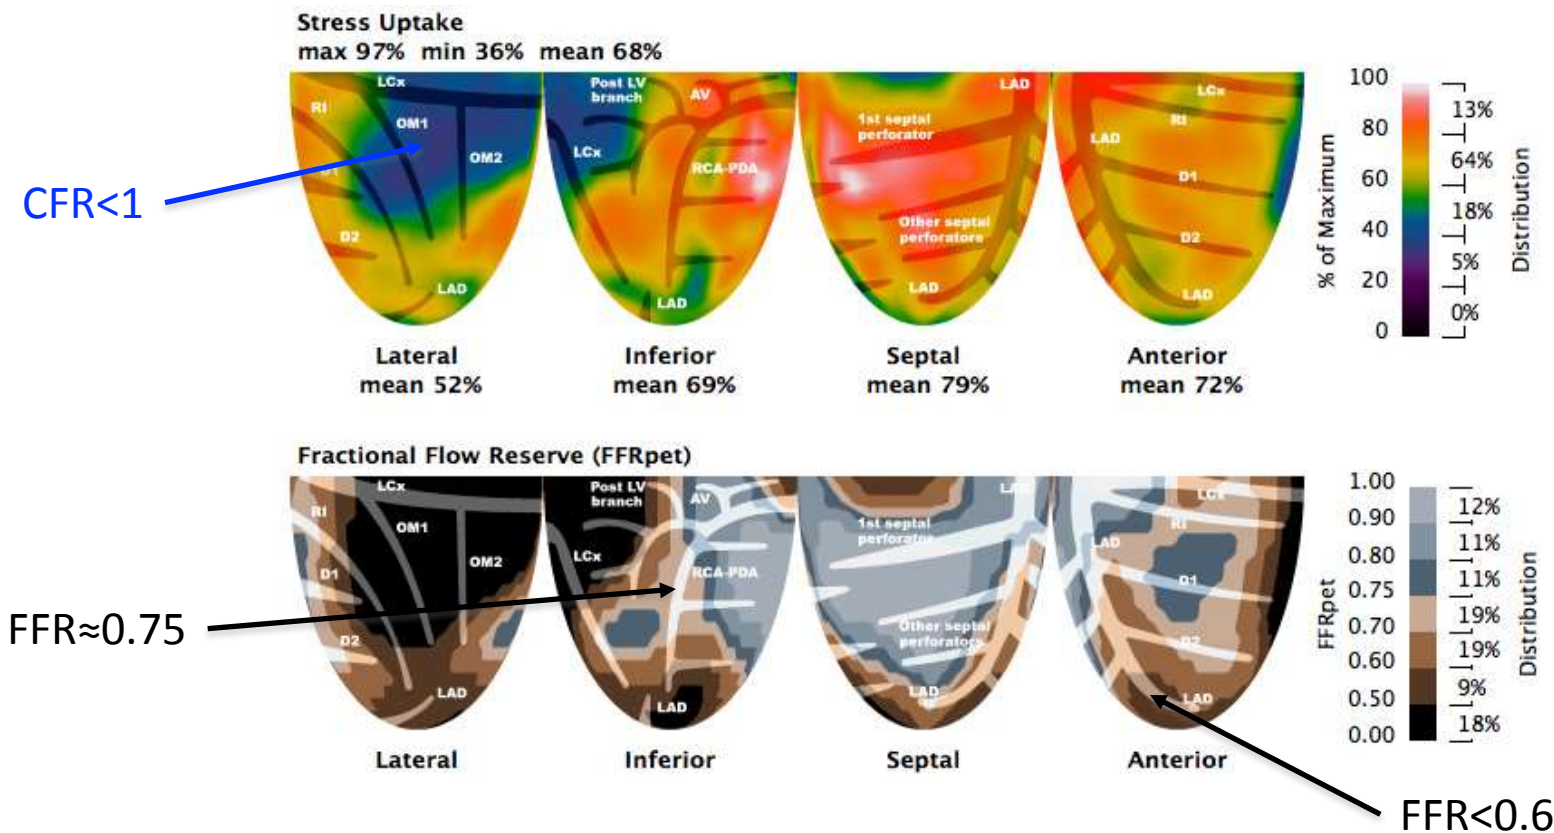 Stress Uptake
max 97% min 36% mean 68%
LCx
RI
OM1
D1
OM2
D2
LAD
Post LV
branch
AV
LCx
RCA-PDA
LAD
LAD
1st septal
perforator
Other septal
perforators
LAD
LCx
RI
LAD
D1
D2
LAD
100
80
60
40
20
0
% of Maximum
13%
64%
18%
5%
0%
Distribution
CFR<1
Lateral
mean 52%
Inferior
mean 69%
Septal
mean 79%
Anterior
mean 72%
Fractional Flow Reserve (FFRpet)
LCx
RI
OM1
OM2
D1
D2
LAD
Post LV
branch
AV
LCx
RCA-PDA
LAD
LAD
1st septal
perforator
Other septal
perforators
LAD
LCx
RI
LAD
D1
D2
LAD
1.00
0.90
0.80
0.75
0.70
0.60
0.50
0.00
FFRpet
12%
11%
11%
19%
19%
9%
18%
Distribution
FFR≈0.75
Lateral
Inferior
Septal
Anterior
FFR<0.6